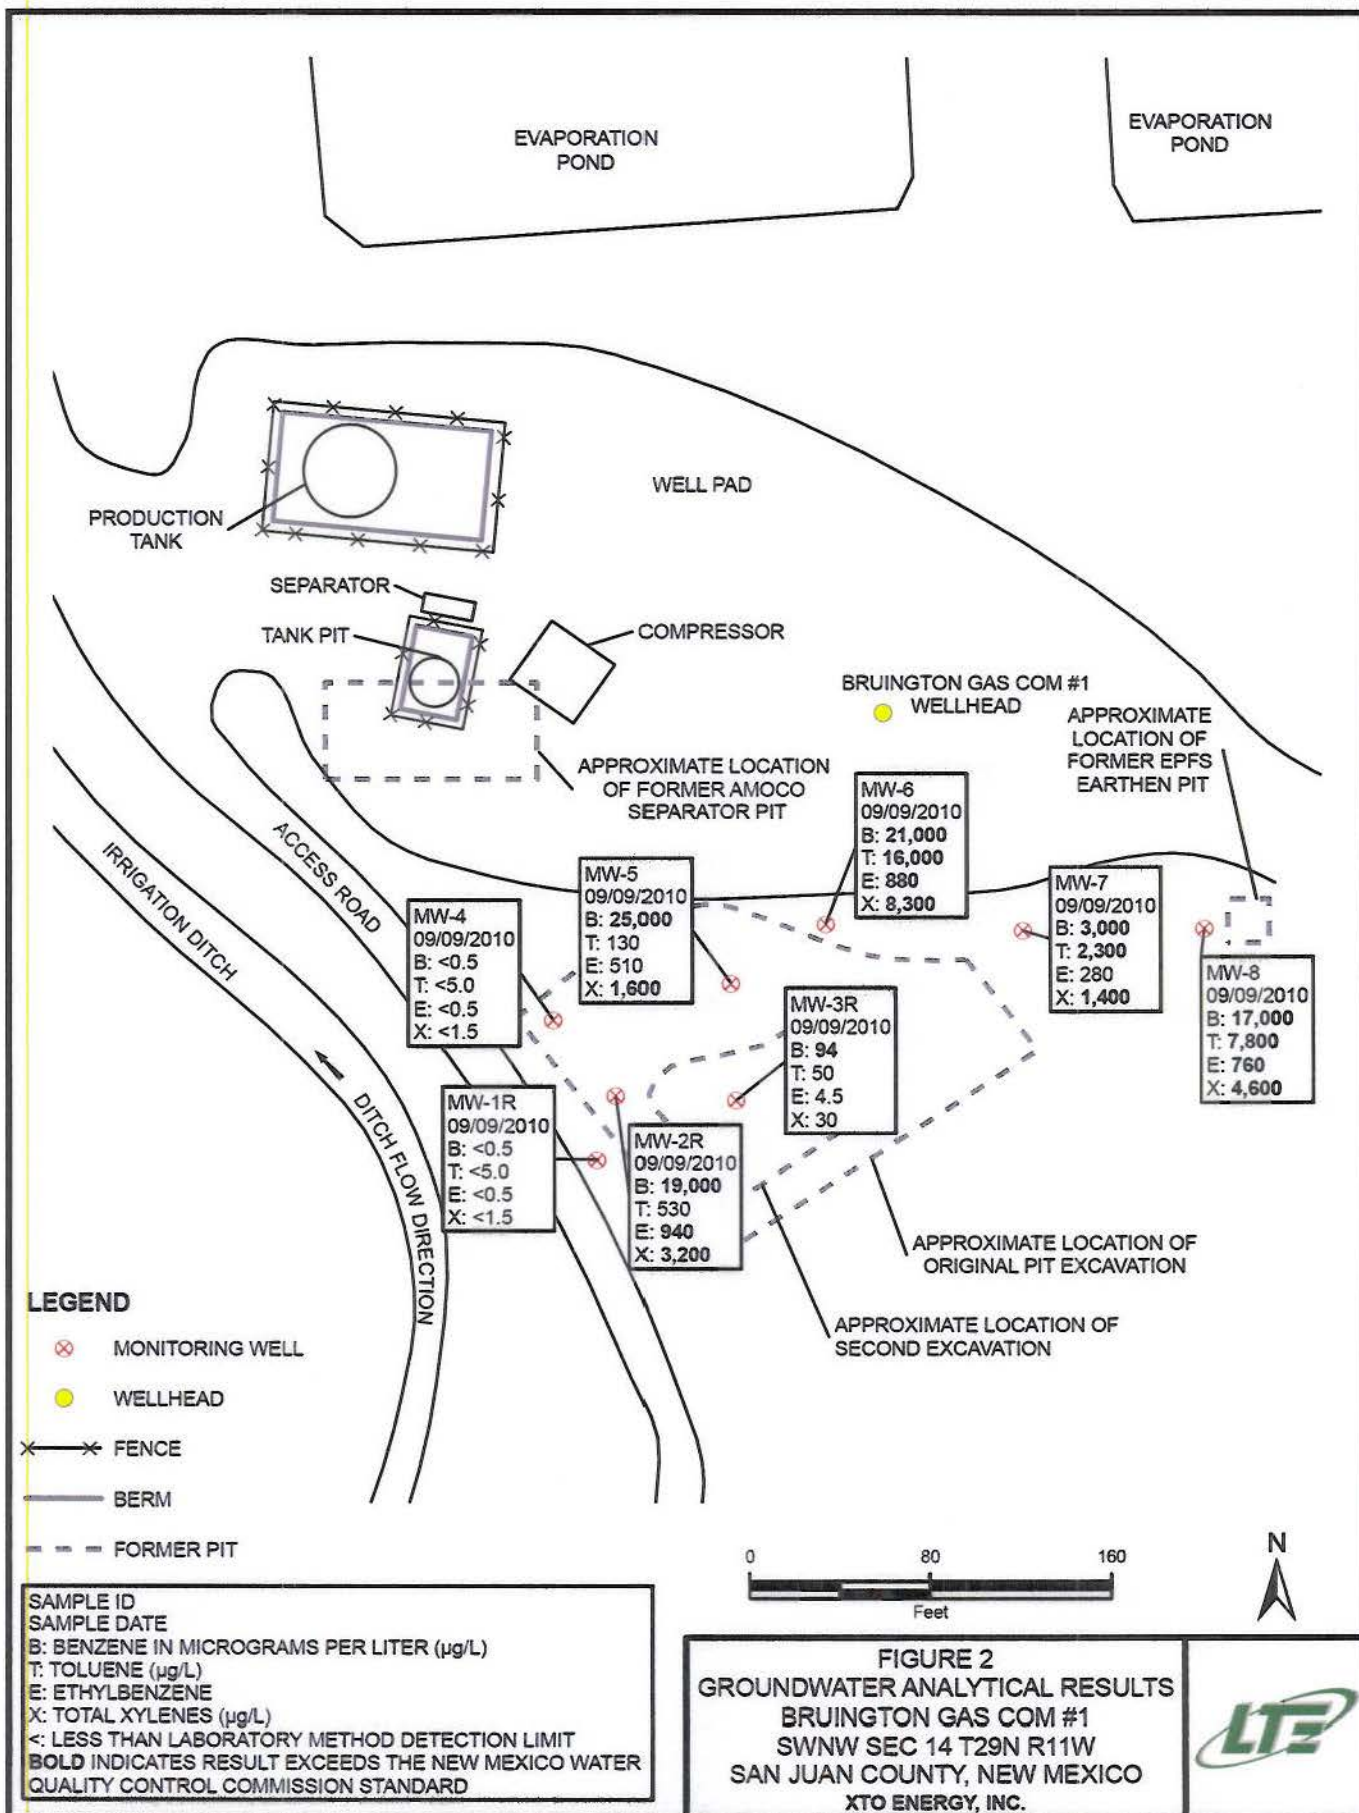 EVAPORATION
POND
EVAPORATION
POND
WELL PAD
PRODUCTION
TANK
SEPARATOR
TANK PIT
COMPRESSOR
BRUINGTON GAS COM #1
WELLHEAD
APPROXIMATE
LOCATION OF
FORMER EPFS
EARTHEN PIT
APPROXIMATE LOCATION
OF FORMER AMOCO
SEPARATOR PIT
ACCESS ROAD
IRRIGATION DITCH
DITCH FLOW DIRECTION
MW-6
09/09/2010
B: 21,000
T: 16,000
E: 880
X: 8,300
MW-5
09/09/2010
B: 25,000
T: 130
E: 510
X: 1,600
MW-7
09/09/2010
B: 3,000
T: 2,300
E: 280
X: 1,400
MW-4
09/09/2010
B: <0.5
T: <5.0
E: <0.5
X: <1.5
MW-8
09/09/2010
B: 17,000
T: 7,800
E: 760
X: 4,600
MW-3R
09/09/2010
B: 94
T: 50
E: 4.5
X: 30
MW-1R
09/09/2010
B: <0.5
T: <5.0
E: <0.5
X: <1.5
MW-2R
09/09/2010
B: 19,000
T: 530
E: 940
X: 3,200
APPROXIMATE LOCATION OF
ORIGINAL PIT EXCAVATION
APPROXIMATE LOCATION OF
SECOND EXCAVATION
LEGEND
MONITORING WELL
WELLHEAD
FENCE
BERM
FORMER PIT
0 80 160
Feet
N
SAMPLE ID
SAMPLE DATE
B: BENZENE IN MICROGRAMS PER LITER (µg/L)
T: TOLUENE (µg/L)
E: ETHYLBENZENE
X: TOTAL XYLENES (µg/L)
<: LESS THAN LABORATORY METHOD DETECTION LIMIT
BOLD INDICATES RESULT EXCEEDS THE NEW MEXICO WATER
QUALITY CONTROL COMMISSION STANDARD
FIGURE 2
GROUNDWATER ANALYTICAL RESULTS
BRUINGTON GAS COM #1
SWNW SEC 14 T29N R11W
SAN JUAN COUNTY, NEW MEXICO
XTO ENERGY, INC.
LTE